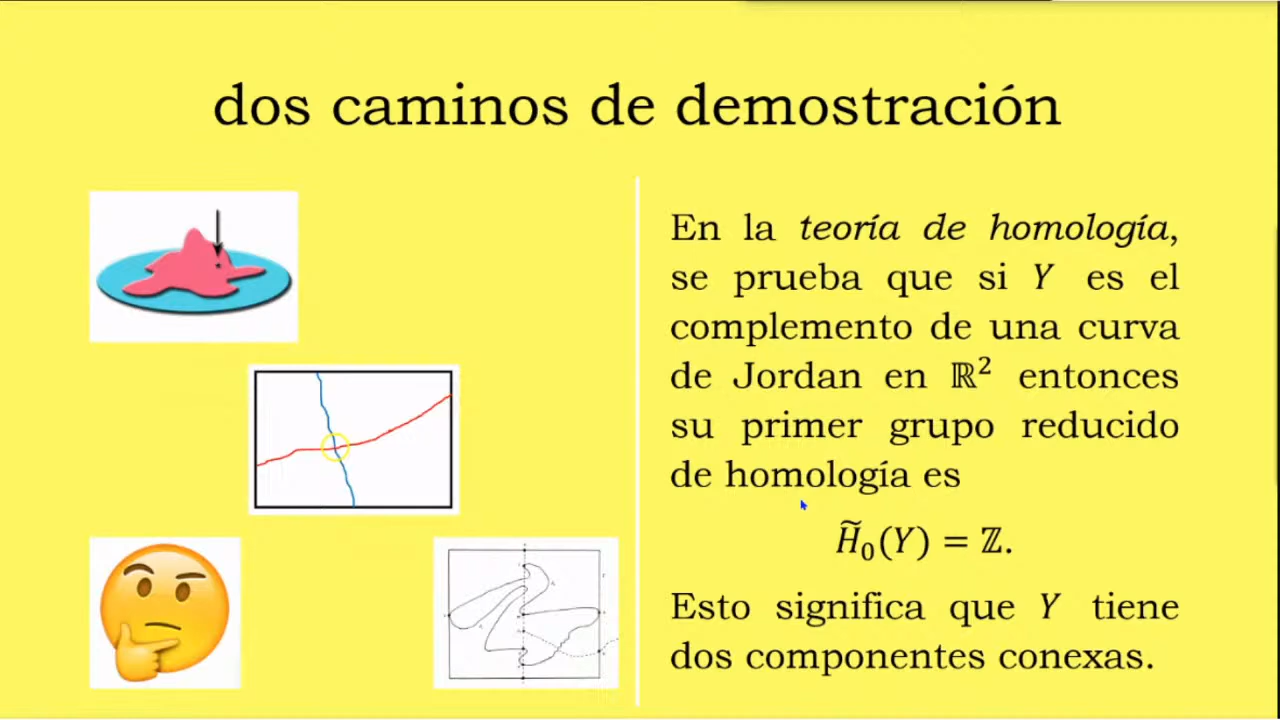 dos caminos de demostración
En la teoría de homología,
se prueba que si Y es el
complemento de una curva
de Jordan en ℝ² entonces
su primer grupo reducido
de homología es
H̃₀(Y) = ℤ.
Esto significa que Y tiene
dos componentes conexas.